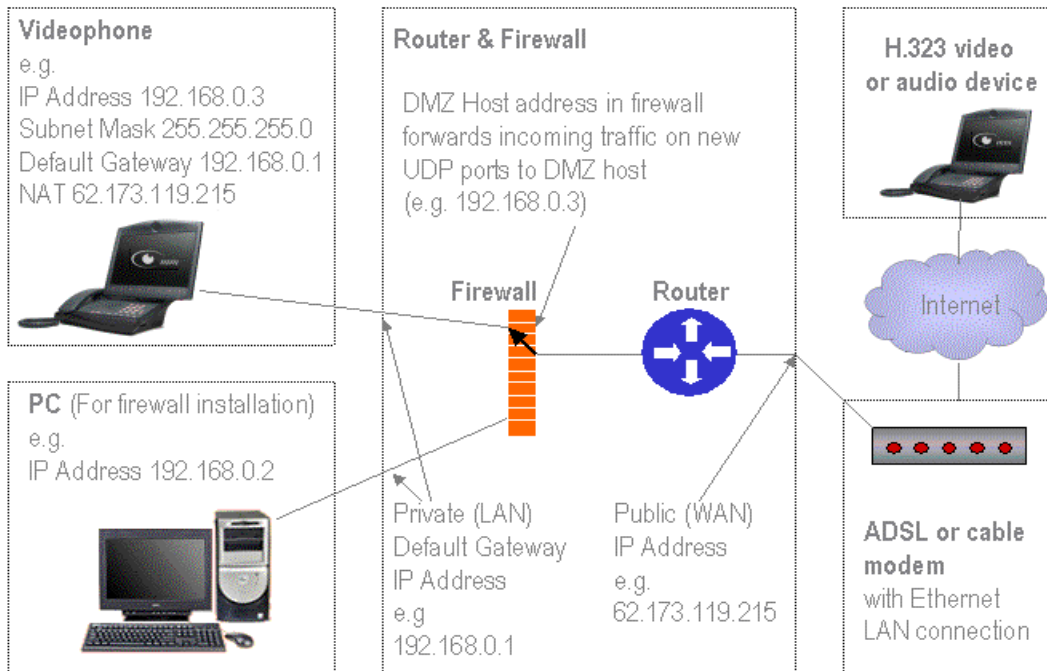 Videophone
e.g.
IP Address 192.168.0.3
Subnet Mask 255.255.255.0
Default Gateway 192.168.0.1
NAT 62.173.119.215
PC (For firewall installation)
e.g.
IP Address 192.168.0.2
Router & Firewall
DMZ Host address in firewall
forwards incoming traffic on new
UDP ports to DMZ host
(e.g. 192.168.0.3)
Firewall
Router
Private (LAN)
Default Gateway
IP Address
e.g
192.168.0.1
Public (WAN)
IP Address
e.g.
62.173.119.215
H.323 video
or audio device
Internet
ADSL or cable
modem
with Ethernet
LAN connection